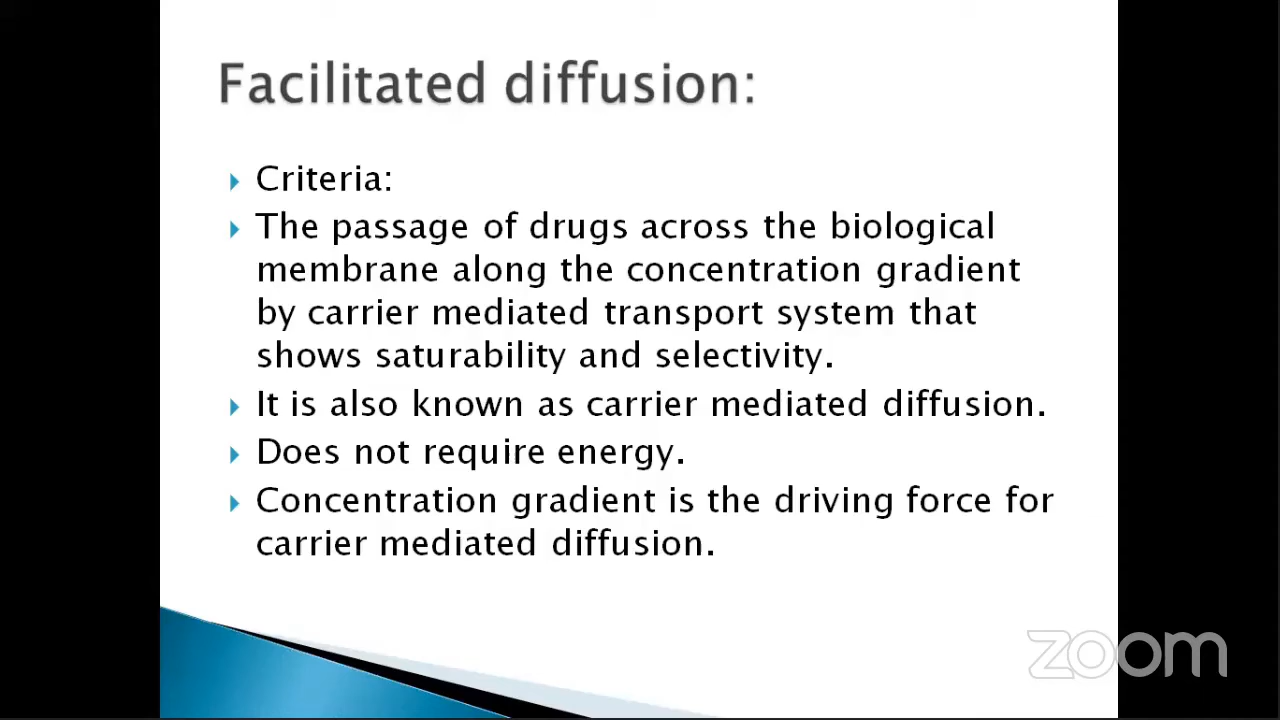 Facilitated diffusion:
Criteria:
The passage of drugs across the biological
membrane along the concentration gradient
by carrier mediated transport system that
shows saturability and selectivity.
It is also known as carrier mediated diffusion.
Does not require energy.
Concentration gradient is the driving force for
carrier mediated diffusion.
zoom